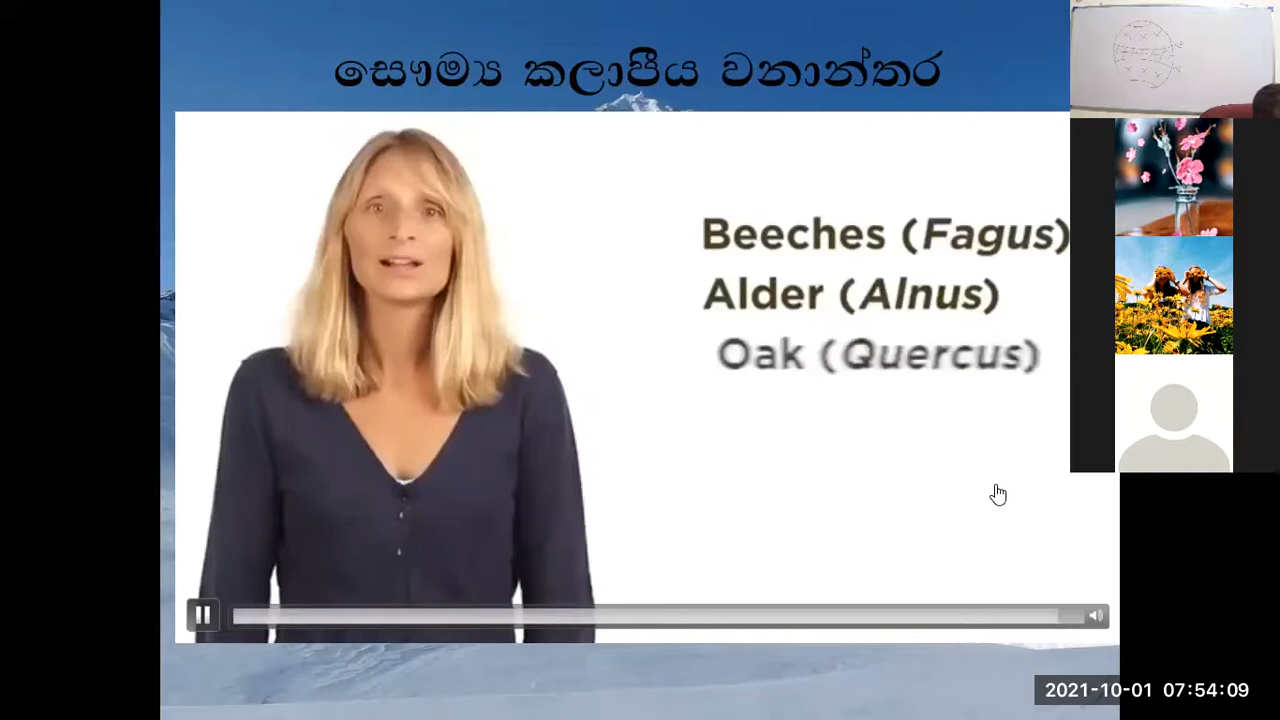 සෞම්‍ය කලාපීය වනාන්තර
Beeches (Fagus)
Alder (Alnus)
Oak (Quercus)
2021-10-01 07:54:09